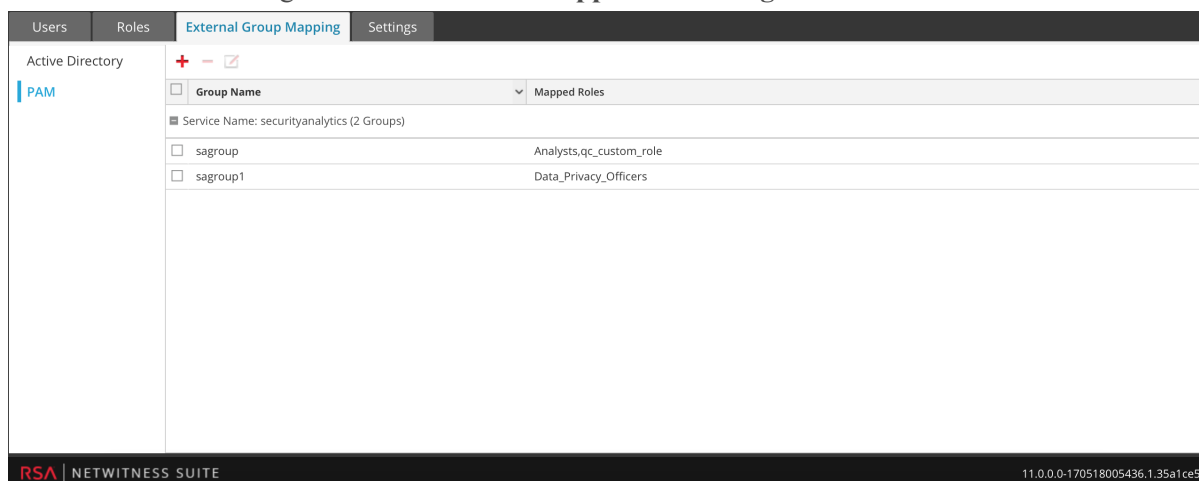 Users Roles External Group Mapping Settings
Active Directory
PAM
Group Name Mapped Roles
Service Name: securityanalytics (2 Groups)
sagroup Analysts,qc_custom_role
sagroup1 Data_Privacy_Officers
RSA NETWITNESS SUITE 11.0.0.0-170518005436.1.35a1ce5